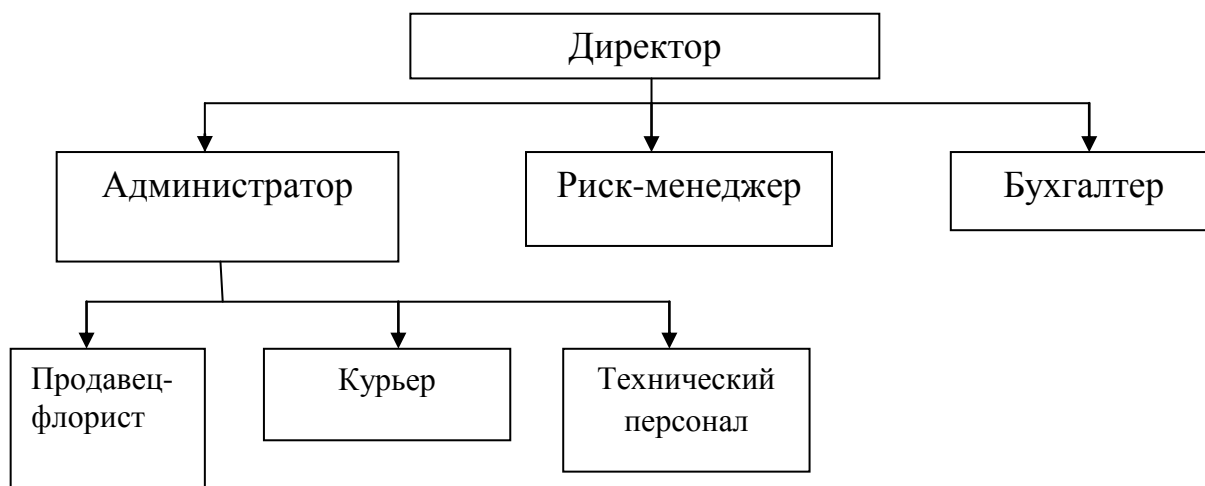 Директор
Администратор
Риск-менеджер
Бухгалтер
Продавец-
флорист
Курьер
Технический
персонал